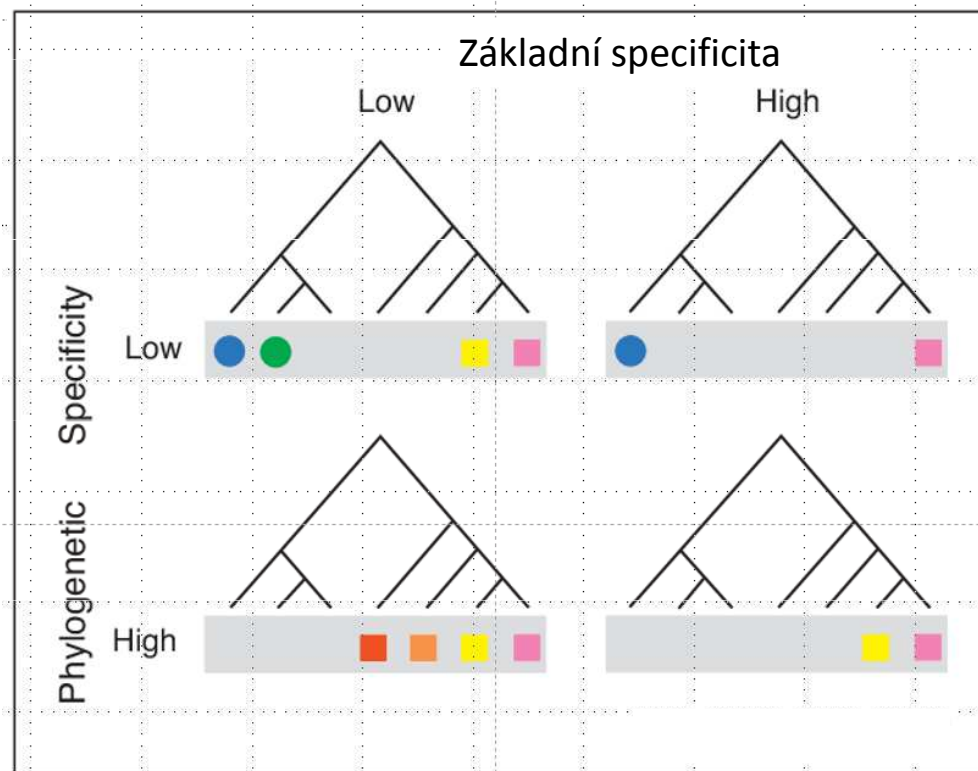 Základní specificita
Low
High
Phylogenetic Specificity
Low
High